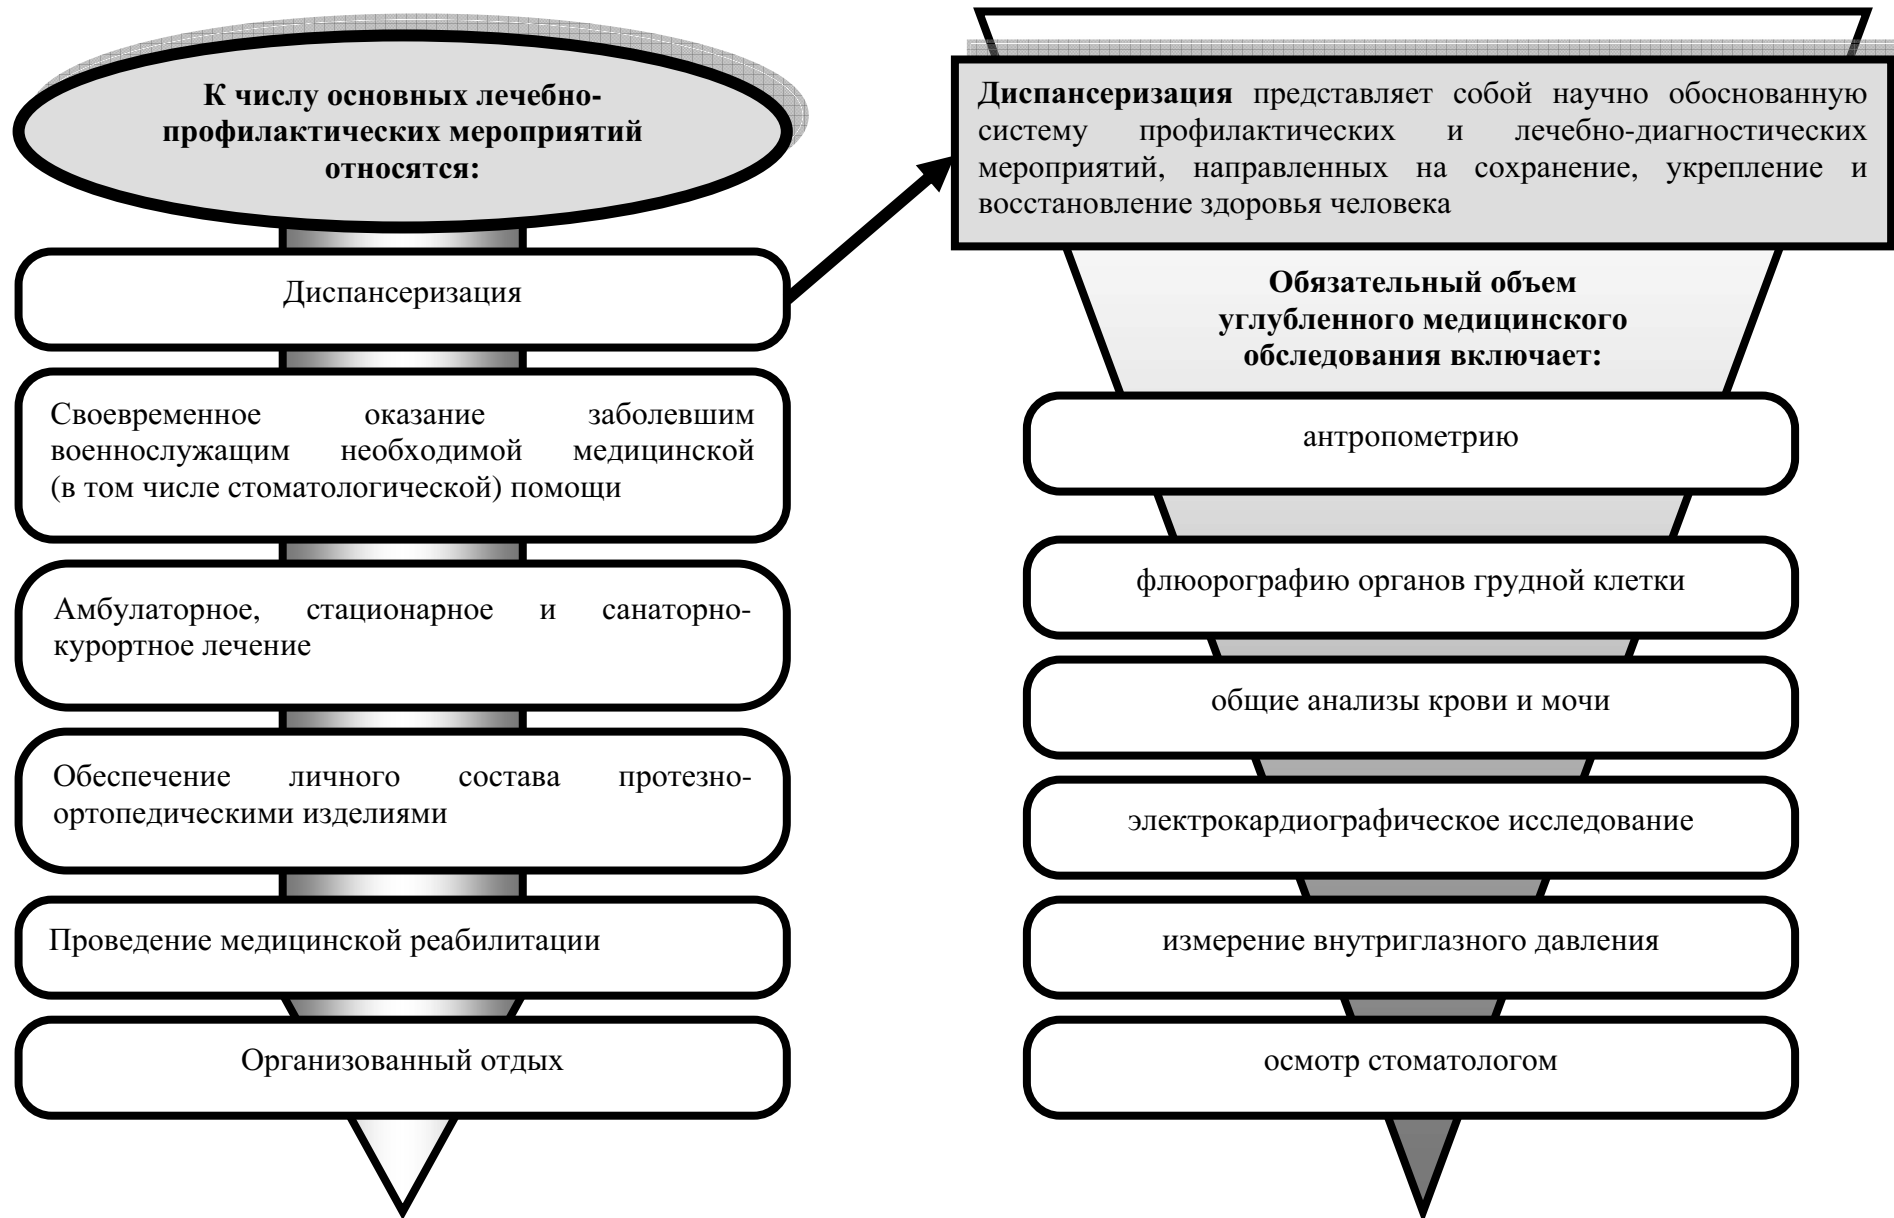 К числу основных лечебно-
профилактических мероприятий
относятся:
Диспансеризация
Своевременное оказание заболевшим
военнослужащим необходимой медицинской
(в том числе стоматологической) помощи
Амбулаторное, стационарное и санаторно-
курортное лечение
Обеспечение личного состава протезно-
ортопедическими изделиями
Проведение медицинской реабилитации
Организованный отдых
Диспансеризация представляет собой научно обоснованную
систему профилактических и лечебно-диагностических
мероприятий, направленных на сохранение, укрепление и
восстановление здоровья человека
Обязательный объем
углубленного медицинского
обследования включает:
антропометрию
флюорографию органов грудной клетки
общие анализы крови и мочи
электрокардиографическое исследование
измерение внутриглазного давления
осмотр стоматологом